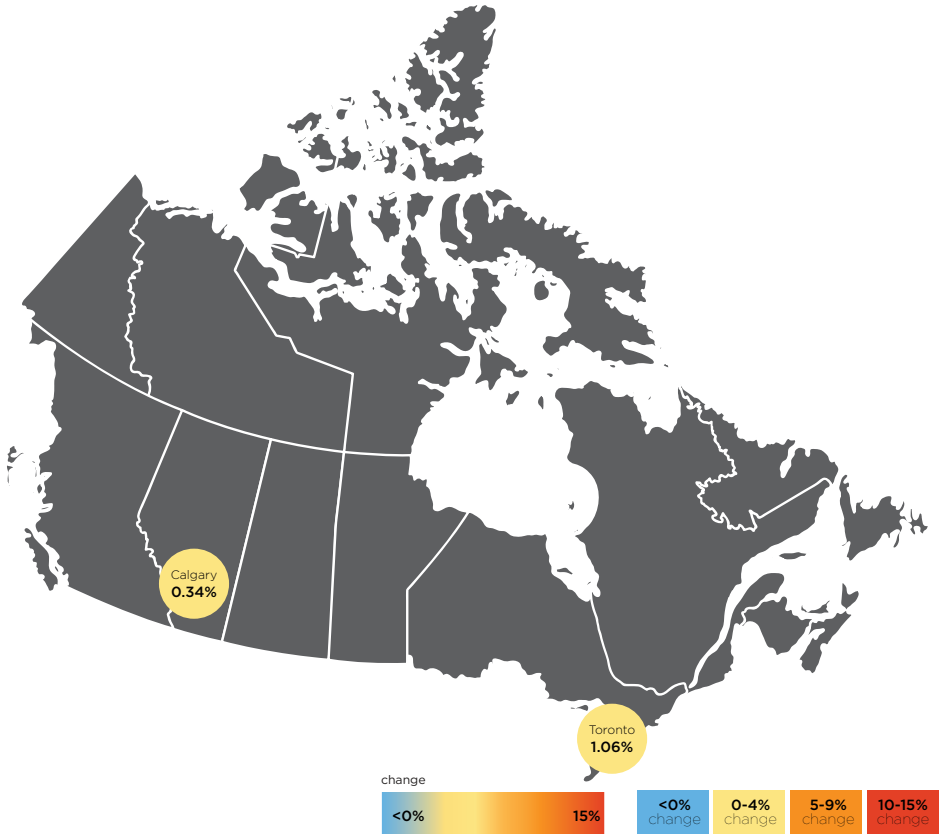 Calgary
0.34%
Toronto
1.06%
change
<0%
15%
<0%
change
0-4%
change
5-9%
change
10-15%
change